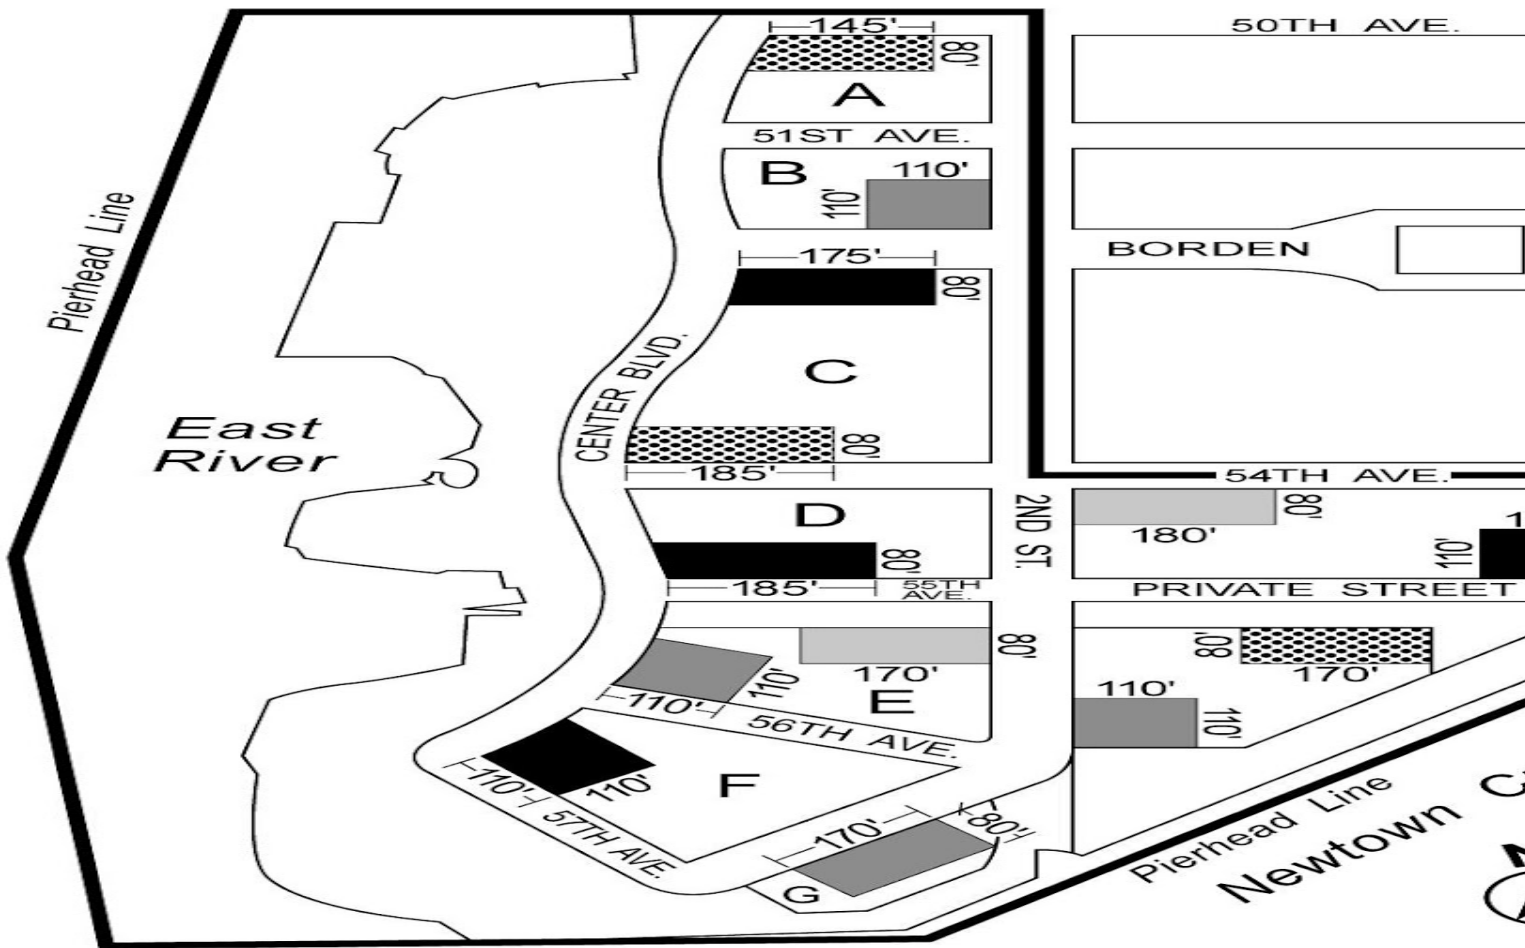 145'
50TH AVE.
80'
A
51ST AVE.
B
110'
110'
Pierhead Line
175'
BORDEN
80'
CENTER BLVD.
C
East
River
80'
185'
54TH AVE.
D
2ND ST.
80'
180'
1
110'
80'
185'
55TH
AVE.
PRIVATE STREET
80'
170'
110'
110'
E
80'
170'
110'
110'
56TH AVE.
110'
110'
F
57TH AVE.
170'
80'
G
Pierhead Line
Newtown C